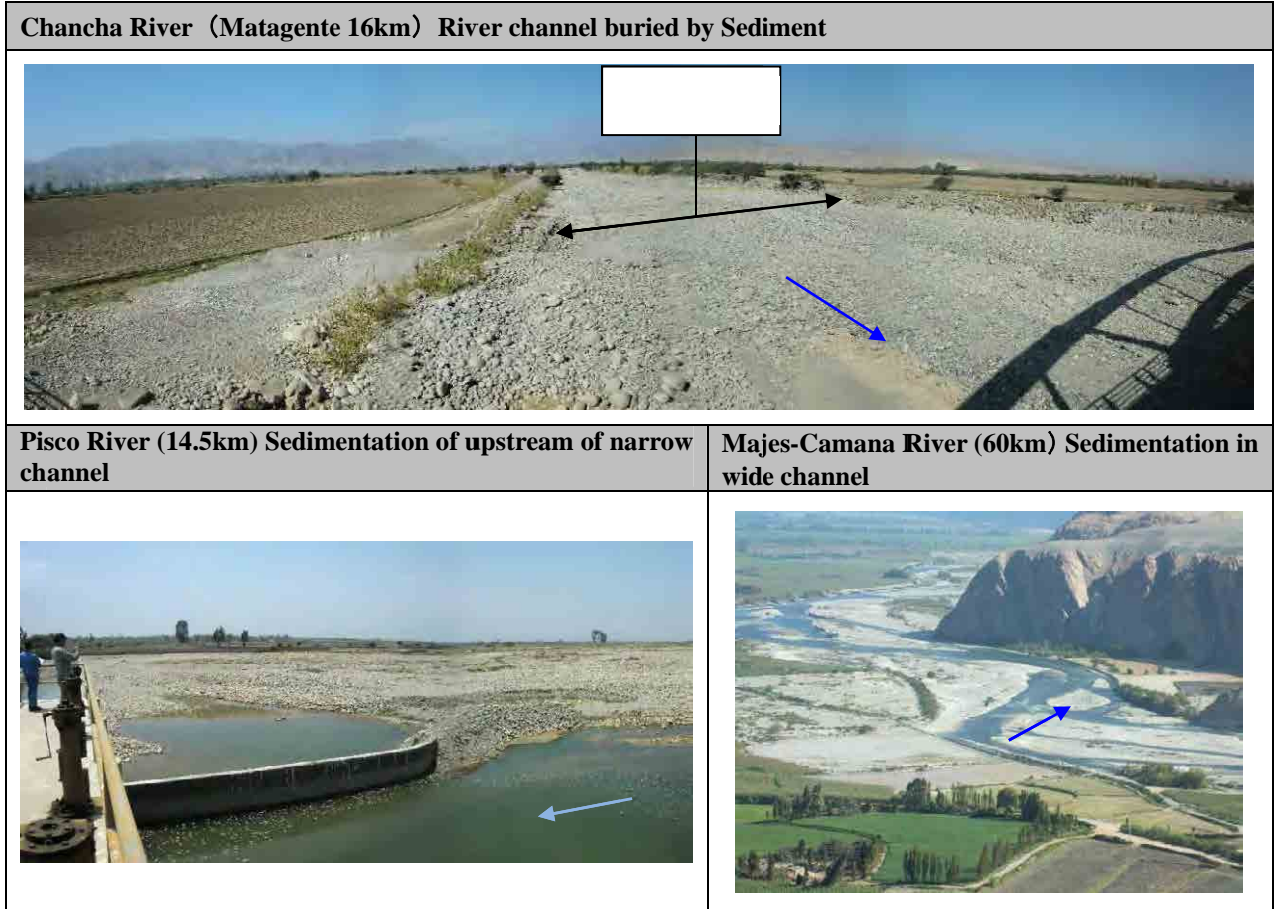 Chancha River （Matagente 16km） River channel buried by Sediment
Pisco River (14.5km) Sedimentation of upstream of narrow
channel
Majes-Camana River (60km) Sedimentation in
wide channel